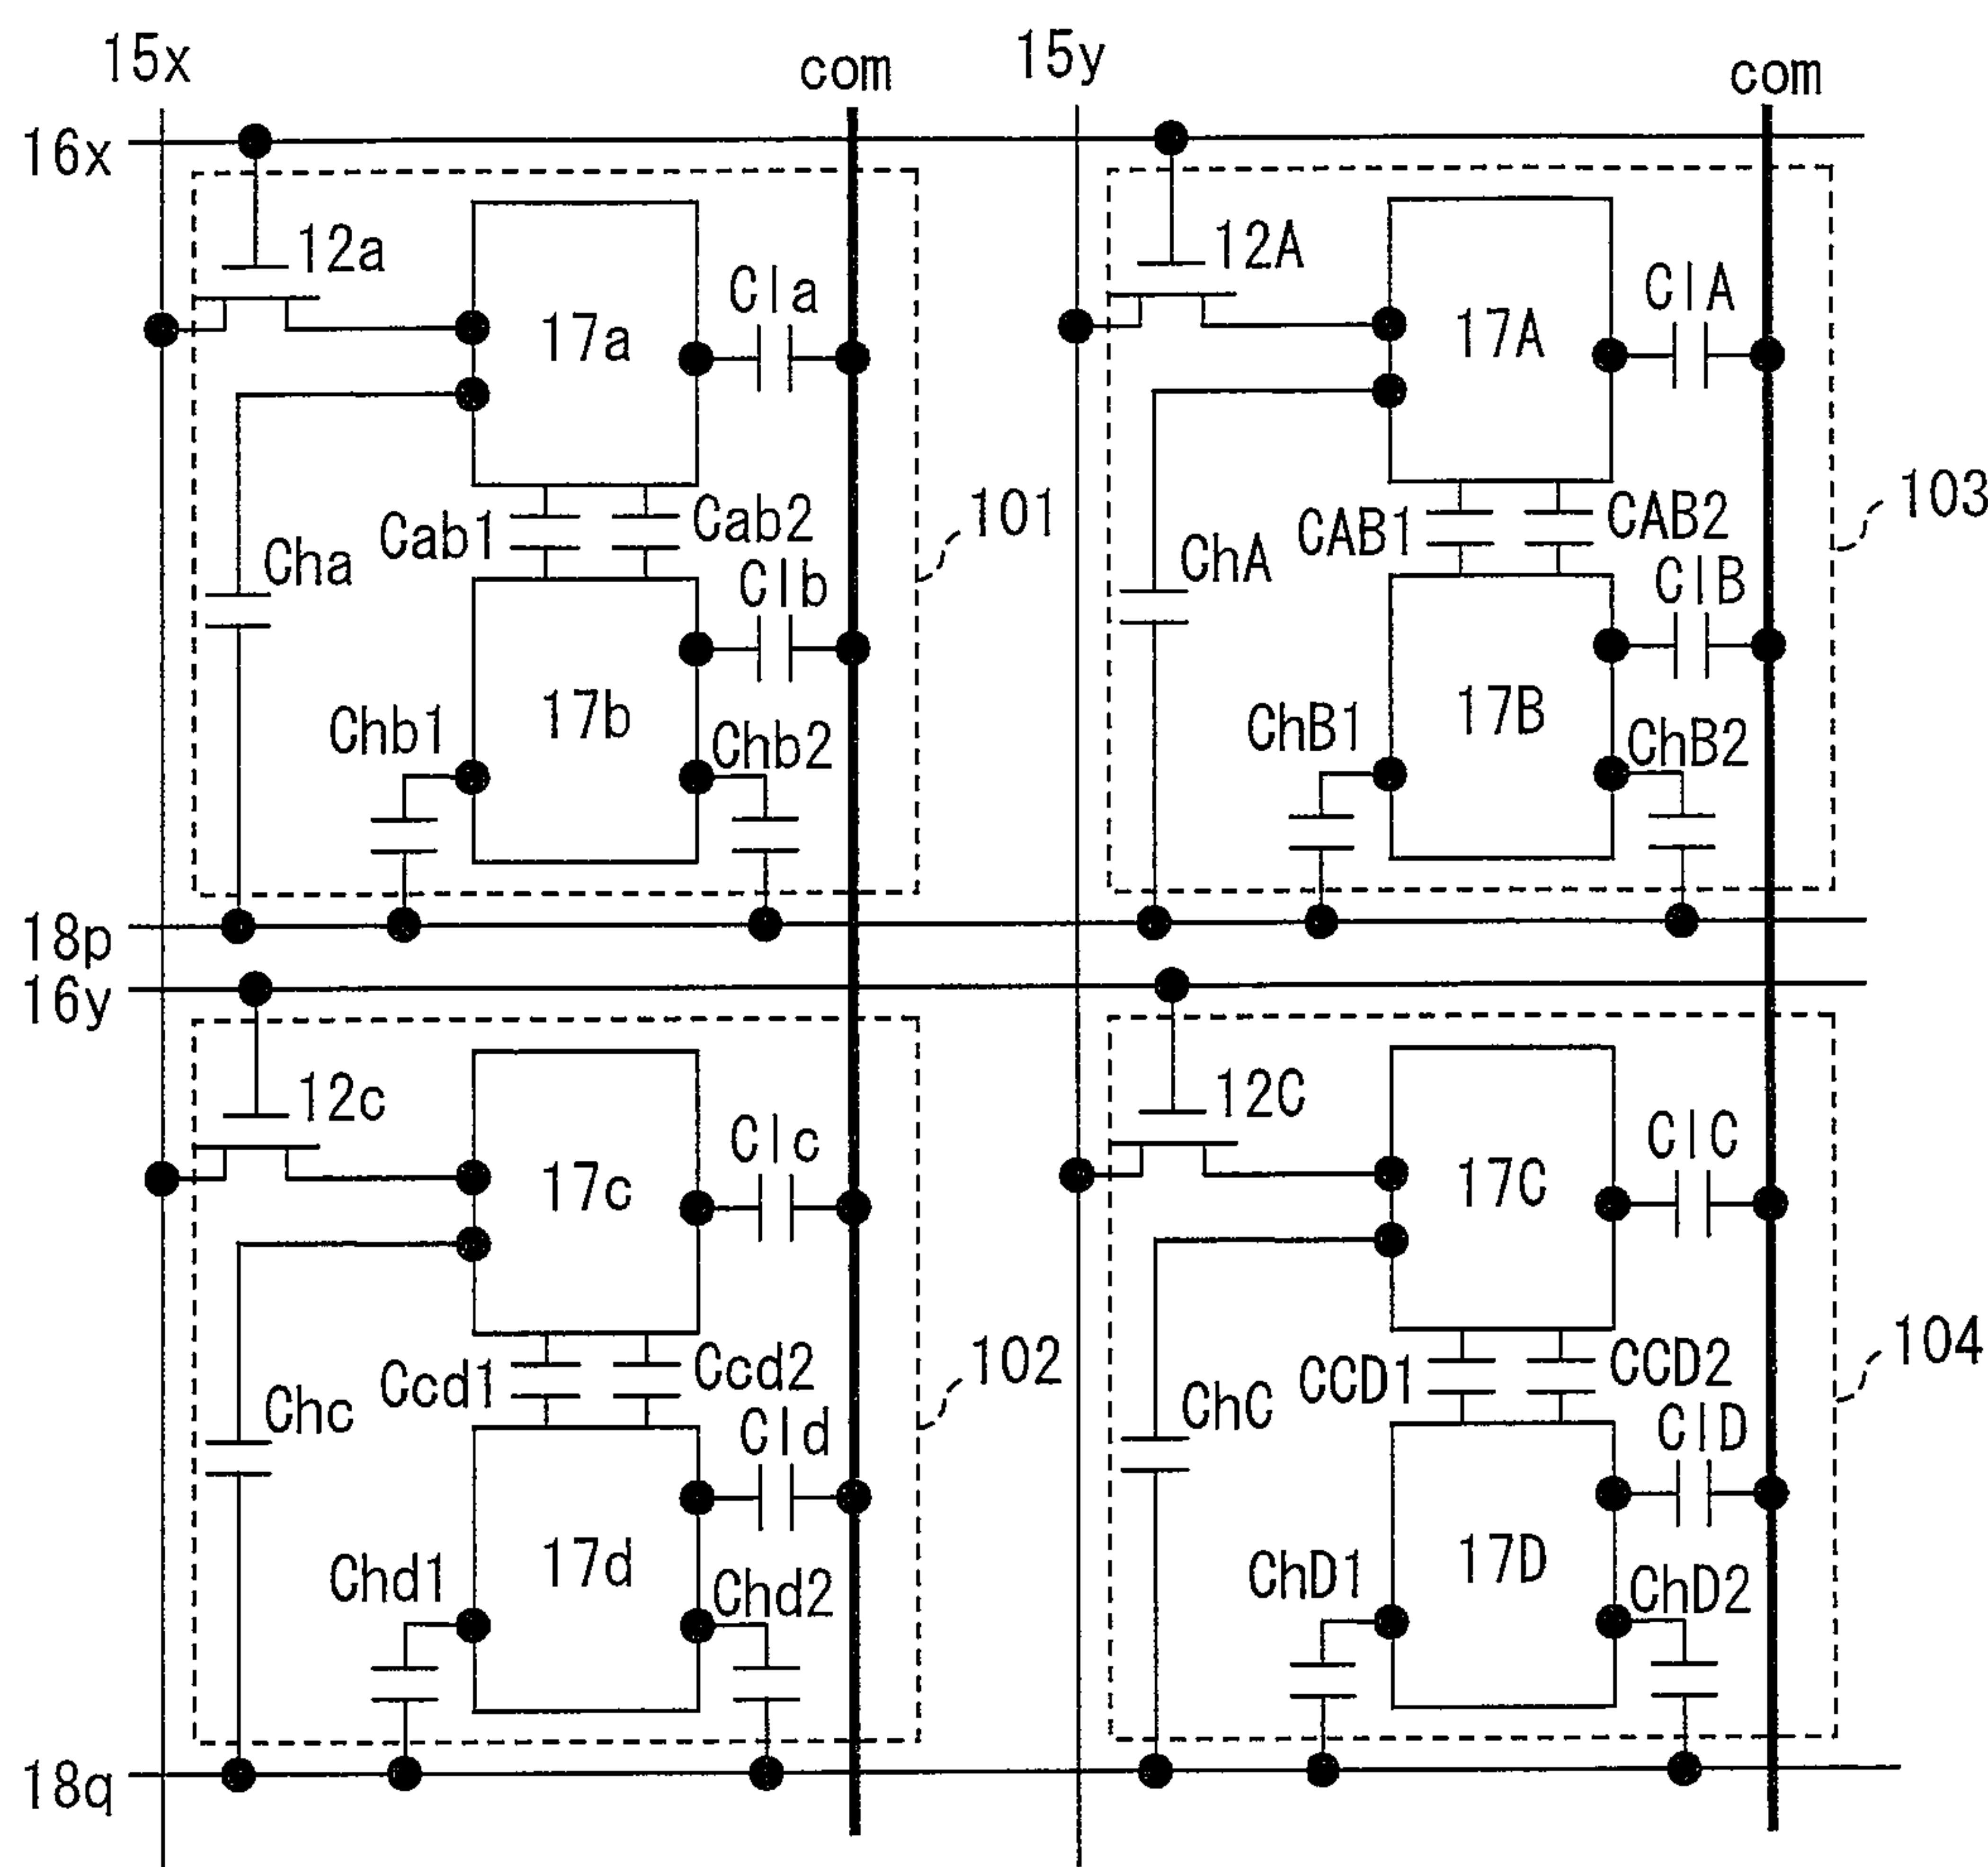 15x
com
15y
com
16x
12a
17a
Cla
Cab1
Cab2
Cha
Clb
17b
Chb1
Chb2
101
12A
17A
ClA
CAB1
CAB2
ChA
ClB
17B
ChB1
ChB2
103
18p
16y
12c
17c
Clc
Ccd1
Ccd2
Chc
Cld
17d
Chd1
Chd2
102
12C
17C
ClC
CCD1
CCD2
ChC
ClD
17D
ChD1
ChD2
104
18q